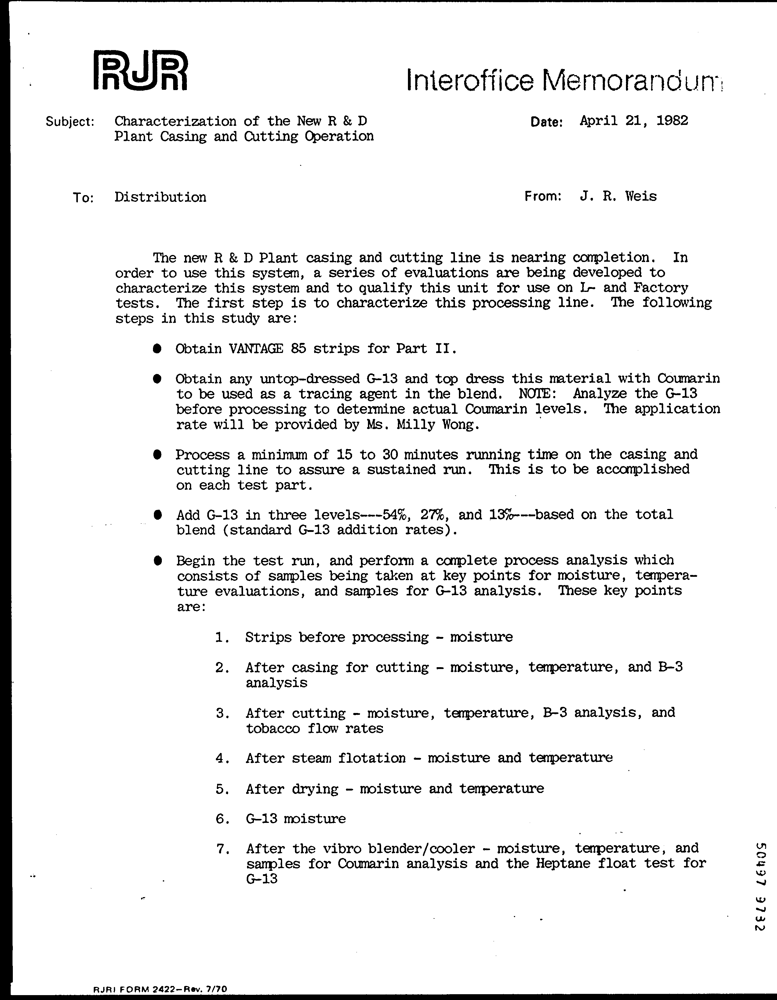 RJR
Interoffice Memorandum
Subject: Characterization of the New R & D
Plant Casing and Cutting Operation
Date: April 21, 1982
To: Distribution
From: J. R. Weis
The new R & D Plant casing and cutting line is nearing completion. In
order to use this system, a series of evaluations are being developed to
characterize this system and to qualify this unit for use on L- and Factory
tests. The first step is to characterize this processing line. The following
steps in this study are:
● Obtain VANTAGE 85 strips for Part II.
● Obtain any untop-dressed G-13 and top dress this material with Coumarin
to be used as a tracing agent in the blend. NOTE: Analyze the G-13
before processing to determine actual Coumarin levels. The application
rate will be provided by Ms. Milly Wong.
● Process a minimum of 15 to 30 minutes running time on the casing and
cutting line to assure a sustained run. This is to be accomplished
on each test part.
● Add G-13 in three levels---54%, 27%, and 13%---based on the total
blend (standard G-13 addition rates).
● Begin the test run, and perform a complete process analysis which
consists of samples being taken at key points for moisture, tempera-
ture evaluations, and samples for G-13 analysis. These key points
are:
1. Strips before processing - moisture
2. After casing for cutting - moisture, temperature, and B-3
analysis
3. After cutting - moisture, temperature, B-3 analysis, and
tobacco flow rates
4. After steam flotation - moisture and temperature
5. After drying - moisture and temperature
6. G-13 moisture
7. After the vibro blender/cooler - moisture, temperature, and
samples for Coumarin analysis and the Heptane float test for
G-13
50497 9732
RJRI FORM 2422-Rev. 7/70